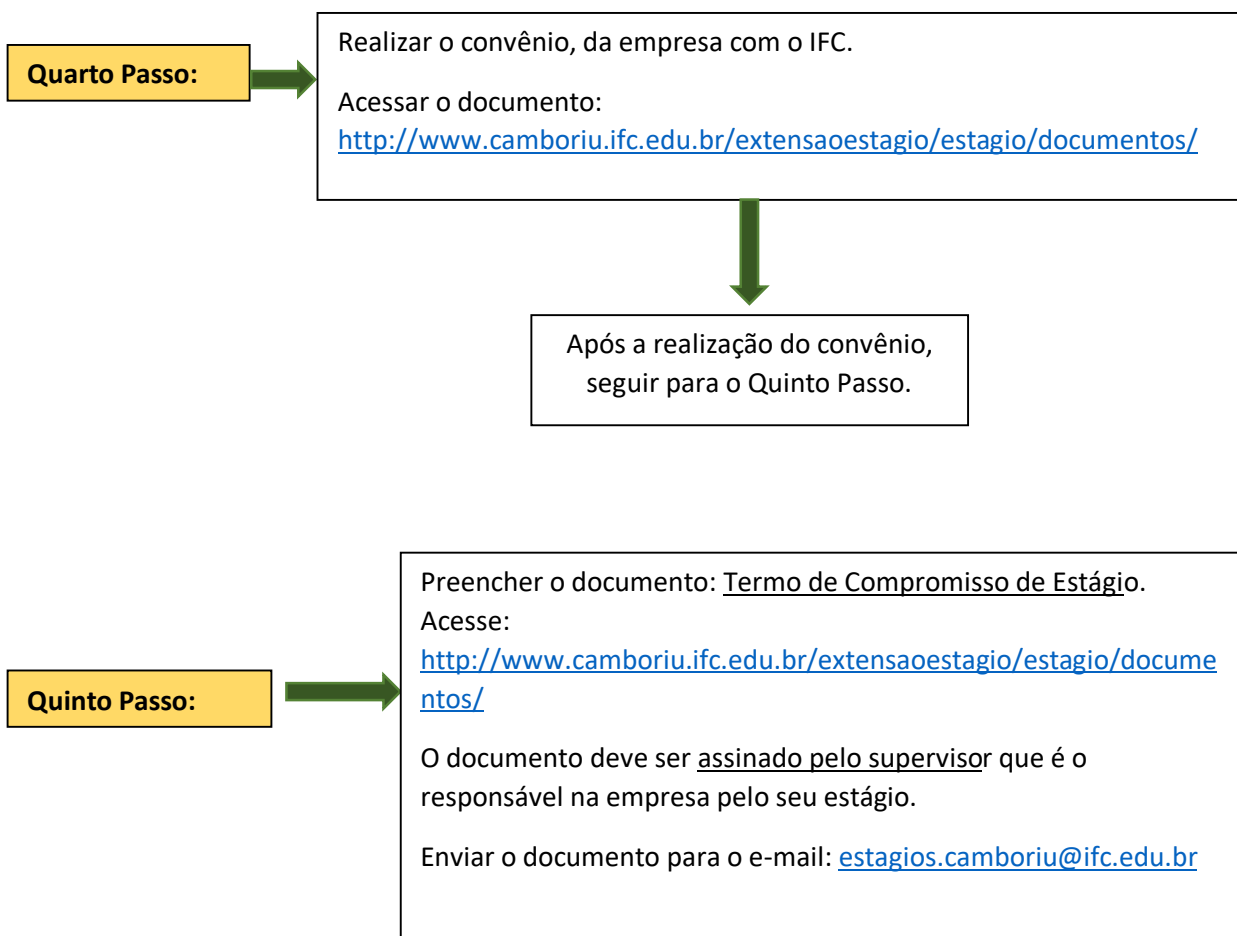 Quarto Passo:
Realizar o convênio, da empresa com o IFC.
Acessar o documento:
http://www.camboriu.ifc.edu.br/extensaoestagio/estagio/documentos/
Após a realização do convênio,
seguir para o Quinto Passo.
Quinto Passo:
Preencher o documento: Termo de Compromisso de Estágio.
Acesse:
http://www.camboriu.ifc.edu.br/extensaoestagio/estagio/docume
ntos/
O documento deve ser assinado pelo supervisor que é o
responsável na empresa pelo seu estágio.
Enviar o documento para o e-mail: estagios.camboriu@ifc.edu.br